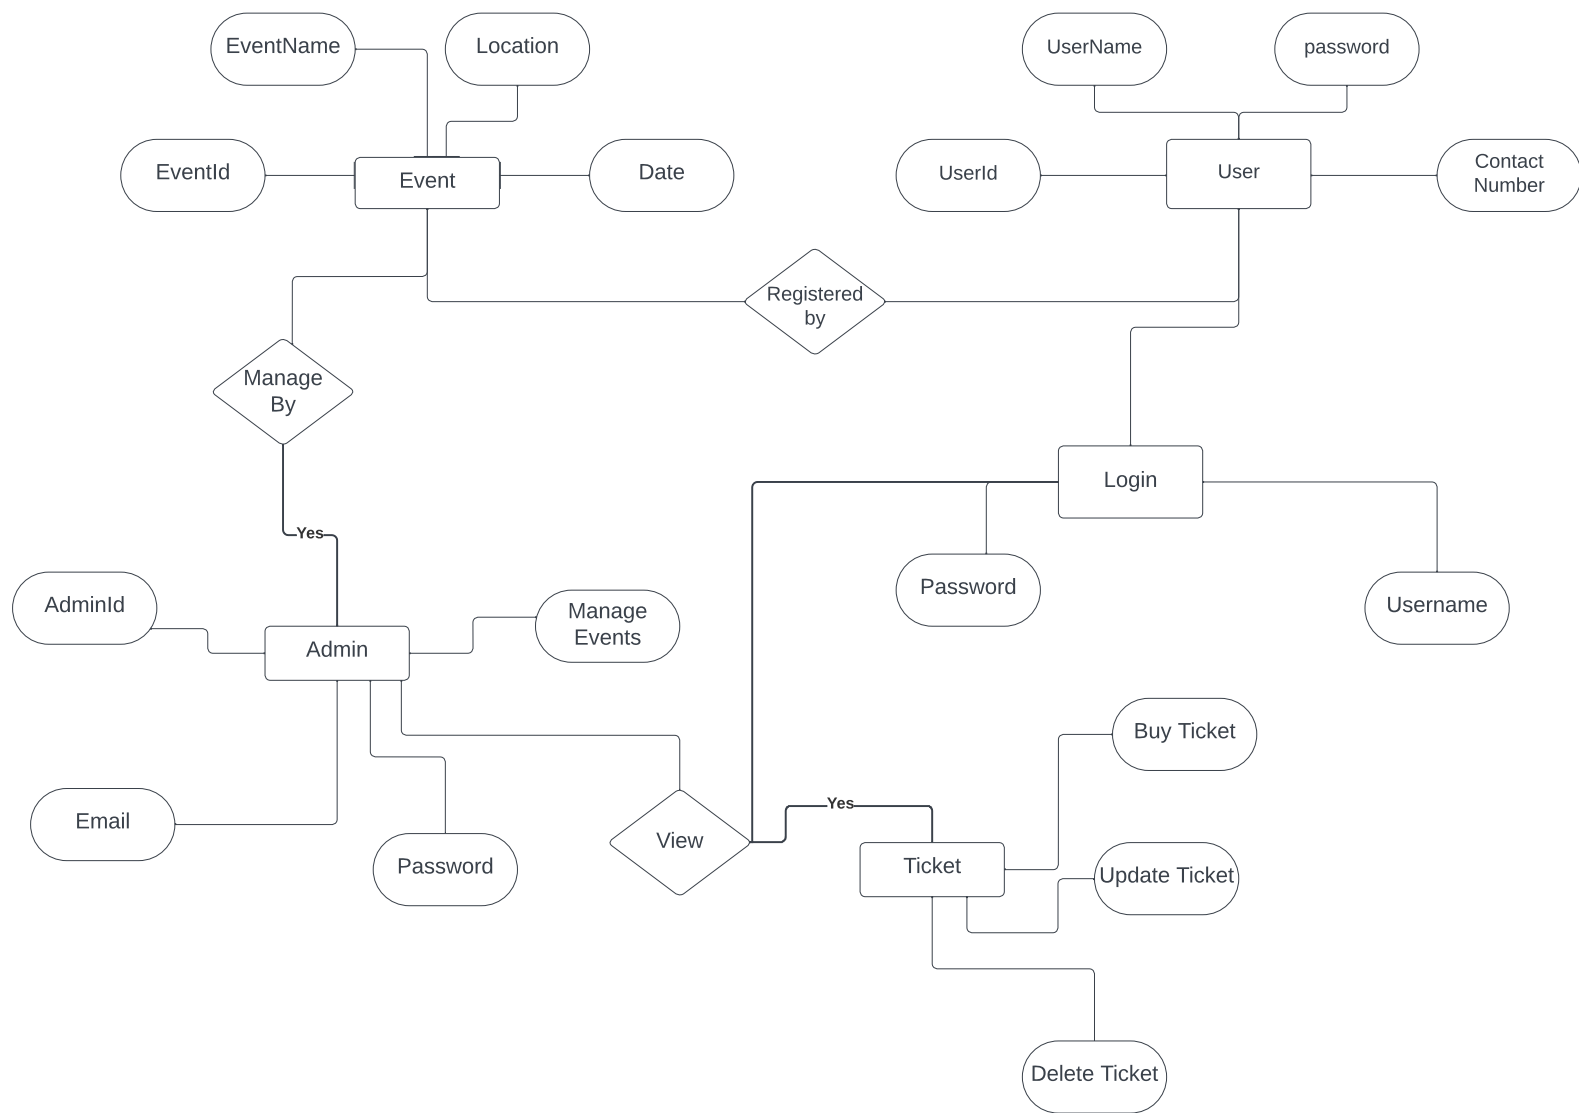 EventName
Location
UserName
password
EventId
Event
Date
UserId
User
Contact
Number
Registered
by
Manage
By
Login
Yes
Password
Username
AdminId
Admin
Manage
Events
Buy Ticket
Email
Password
View
Yes
Ticket
Update Ticket
Delete Ticket